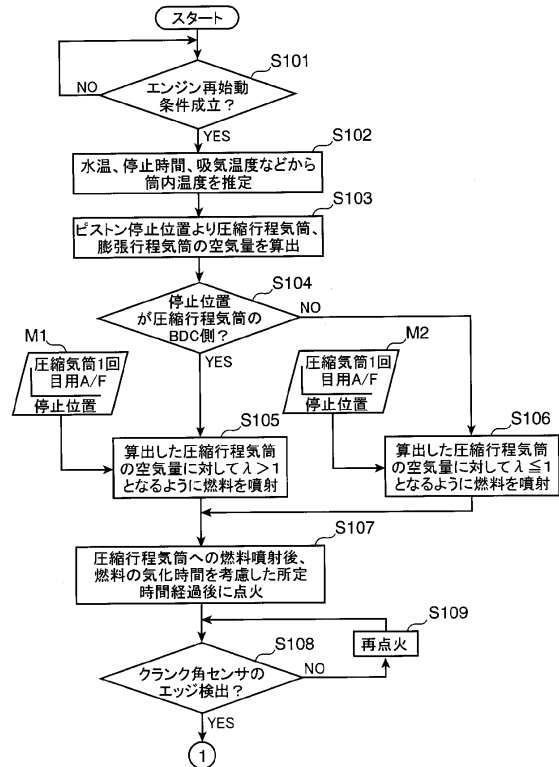 スタート
S101
エンジン再始動
条件成立?
NO
YES
S102
水温、停止時間、吸気温度などから
筒内温度を推定
S103
ピストン停止位置より圧縮行程気筒、
膨張行程気筒の空気量を算出
S104
停止位置
が圧縮行程気筒の
BDC側?
NO
YES
M1
圧縮気筒1回
目用A/F
停止位置
M2
圧縮気筒1回
目用A/F
停止位置
S105
算出した圧縮行程気筒
の空気量に対してλ>1
となるように燃料を噴射
S106
算出した圧縮行程気筒
の空気量に対してλ≦1
となるように燃料を噴射
S107
圧縮行程気筒への燃料噴射後、
燃料の気化時間を考慮した所定
時間経過後に点火
S108
クランク角センサの
エッジ検出?
NO
S109
再点火
YES
1